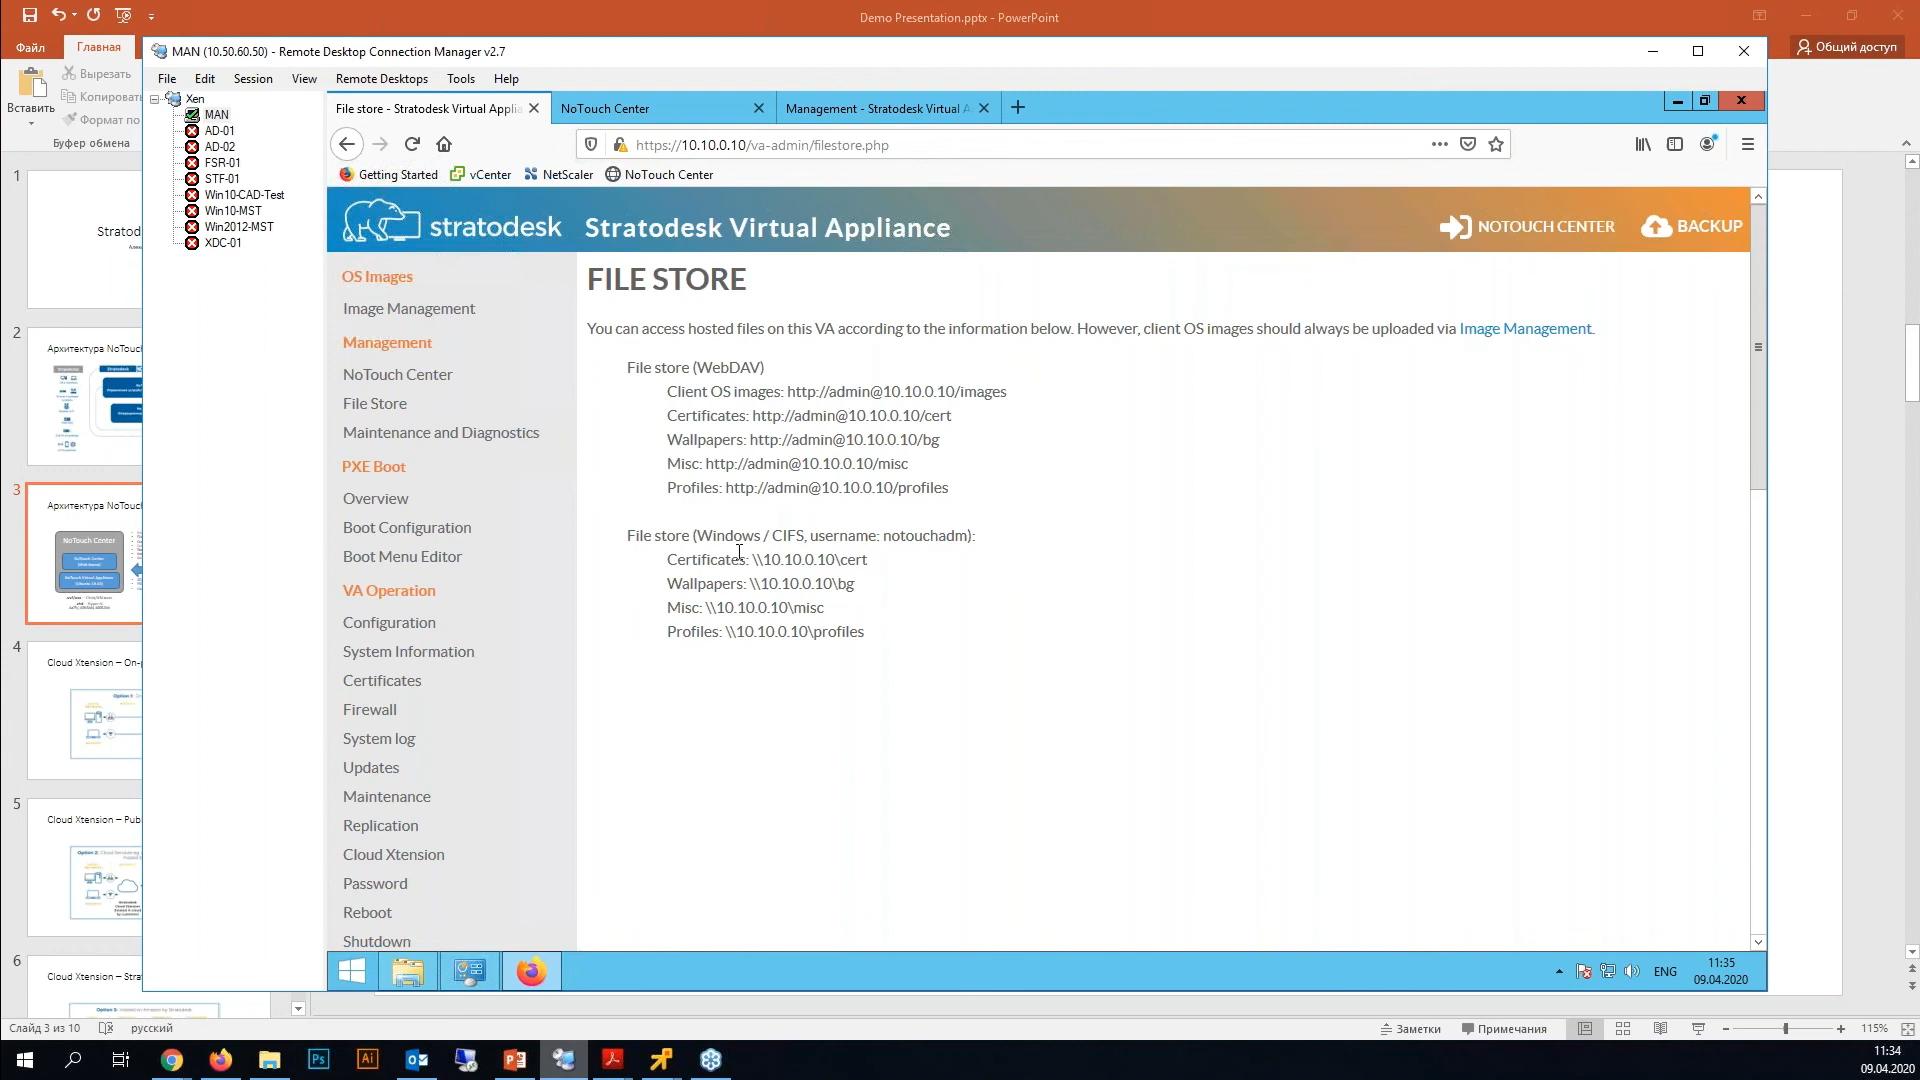 Demo Presentation.pptx - PowerPoint
Файл
Главная
Общий доступ
Вставить
Вырезать
Копировать
Формат по
Буфер обмена
MAN (10.50.60.50) - Remote Desktop Connection Manager v2.7
File Edit Session View Remote Desktops Tools Help
Xen
MAN
AD-01
AD-02
FSR-01
STF-01
Win10-CAD-Test
Win10-MST
Win2012-MST
XDC-01
File store - Stratodesk Virtual Applia
NoTouch Center
Management - Stratodesk Virtual A
https://10.10.0.10/va-admin/filestore.php
Getting Started vCenter NetScaler NoTouch Center
stratodesk Stratodesk Virtual Appliance
NOTOUCH CENTER
BACKUP
OS Images
Image Management
Management
NoTouch Center
File Store
Maintenance and Diagnostics
PXE Boot
Overview
Boot Configuration
Boot Menu Editor
VA Operation
Configuration
System Information
Certificates
Firewall
System log
Updates
Maintenance
Replication
Cloud Xtension
Password
Reboot
Shutdown
FILE STORE
You can access hosted files on this VA according to the information below. However, client OS images should always be uploaded via Image Management.
File store (WebDAV)
Client OS images: http://admin@10.10.0.10/images
Certificates: http://admin@10.10.0.10/cert
Wallpapers: http://admin@10.10.0.10/bg
Misc: http://admin@10.10.0.10/misc
Profiles: http://admin@10.10.0.10/profiles
File store (Windows / CIFS, username: notouchadm):
Certificates: \\10.10.0.10\cert
Wallpapers: \\10.10.0.10\bg
Misc: \\10.10.0.10\misc
Profiles: \\10.10.0.10\profiles
ENG
11:35
09.04.2020
1
Stratod
2
Архитектура NoTouch
3
Архитектура NoTouc
NoTouch Center
4
Cloud Xtension – On-p
5
Cloud Xtension – Pub
6
Cloud Xtension – Stra
Слайд 3 из 10
русский
Заметки
Примечания
115%
11:34
09.04.2020